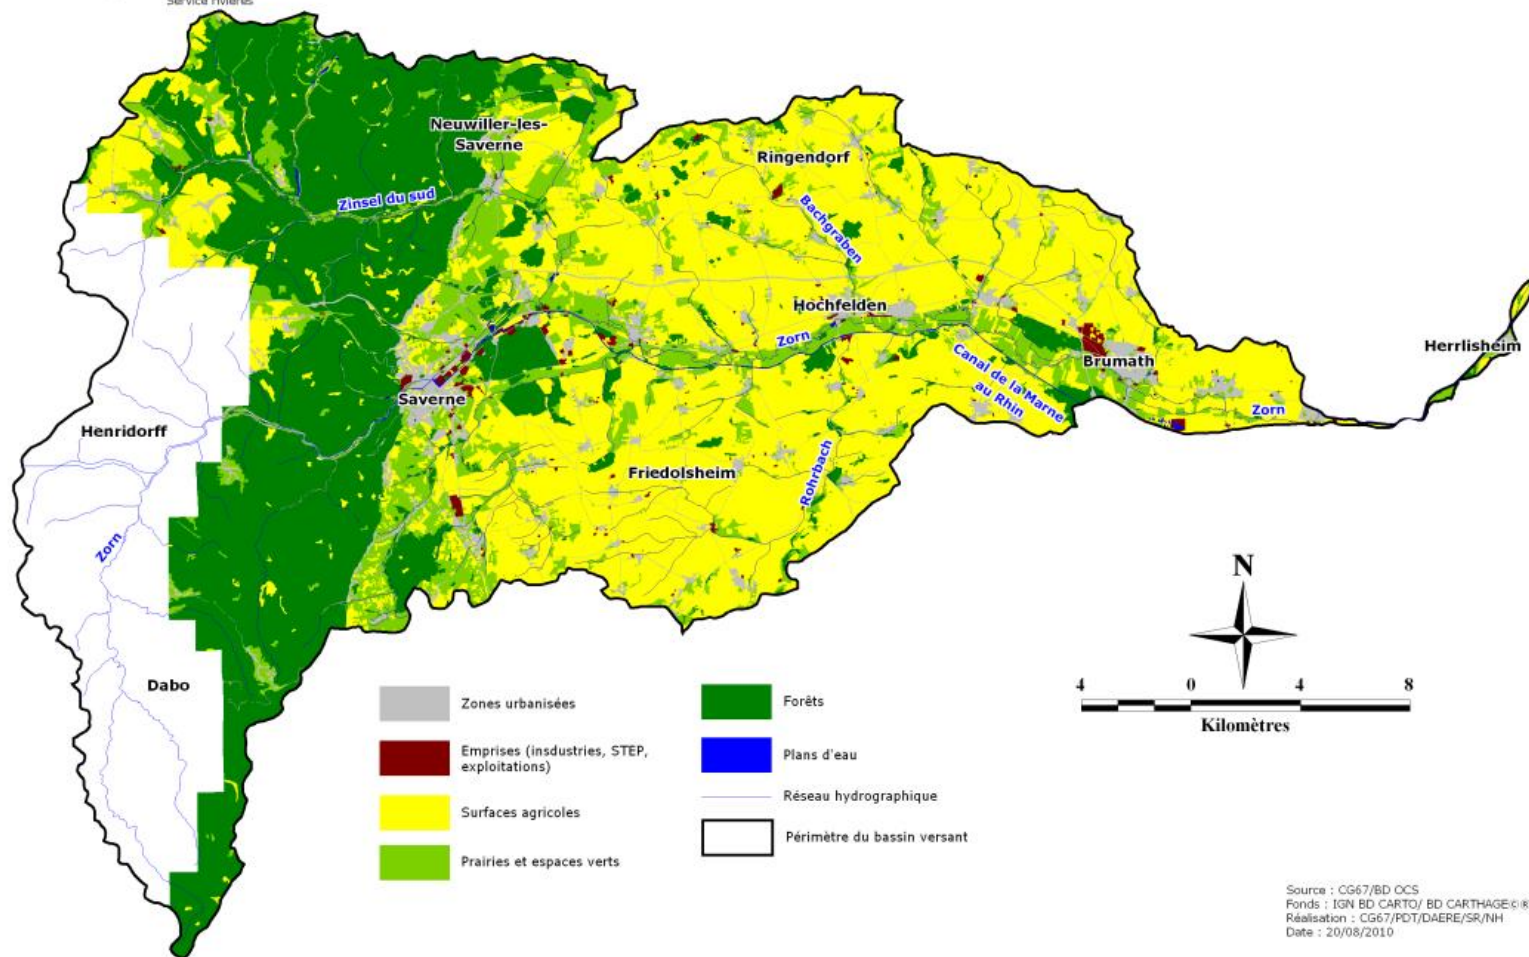 Service rivières
Neuwiller-les-
Saverne
Ringendorf
Zinsel du sud
Bachgraben
Hochfelden
Zorn
Herrlisheim
Canal de la Marne
au Rhin
Brumath
Saverne
Zorn
Henridorff
Friedolsheim
Rohrbach
Zorn
Dabo
N
4 0 4 8
Kilomètres
Zones urbanisées
Emprises (insdustries, STEP,
exploitations)
Surfaces agricoles
Prairies et espaces verts
Forêts
Plans d'eau
Réseau hydrographique
Périmètre du bassin versant
Source : CG67/BD OCS
Fonds : IGN BD CARTO/ BD CARTHAGE©®
Réalisation : CG67/PDT/DAERE/SR/NH
Date : 20/08/2010